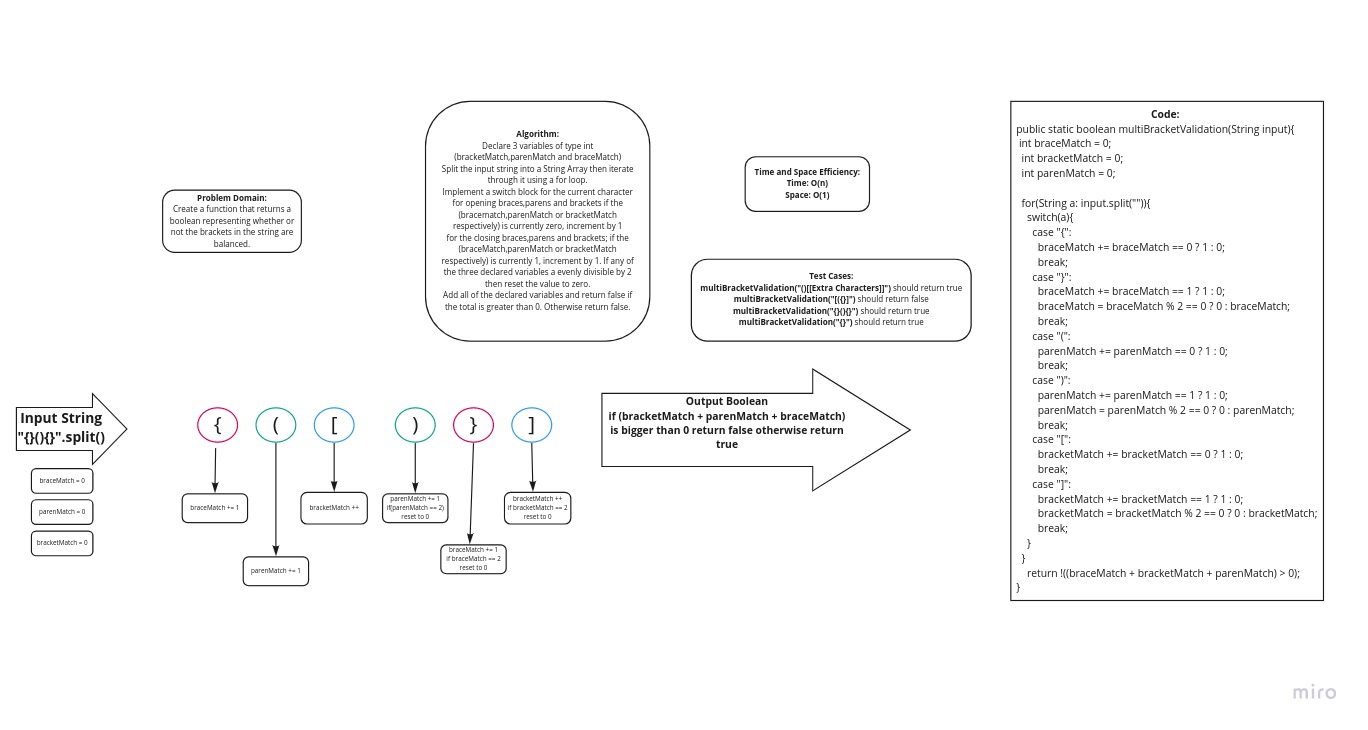 Problem Domain:
Create a function that returns a
boolean representing whether or
not the brackets in the string are
balanced.
Algorithm:
Declare 3 variables of type int
(bracketMatch,parenMatch and braceMatch)
Split the input string into a String Array then iterate
through it using a for loop.
Implement a switch block for the current character
for opening braces,parens and brackets if the
(bracematch,parenMatch or bracketMatch
respectively) is currently zero, increment by 1
for the closing braces,parens and brackets; if the
(braceMatch,parenMatch or bracketMatch
respectively) is currently 1, increment by 1. If any of
the three declared variables a evenly divisible by 2
then reset the value to zero.
Add all of the declared variables and return false if
the total is greater than 0. Otherwise return false.
Time and Space Efficiency:
Time: O(n)
Space: O(1)
Test Cases:
multiBracketValidation("()[[Extra Characters]]") should return true
multiBracketValidation("[({}]") should return false
multiBracketValidation("{}(){}") should return true
multiBracketValidation("{}") should return true
Input String
"{}(){}".split()
braceMatch = 0
parenMatch = 0
bracketMatch = 0
{
(
[
)
}
]
braceMatch += 1
parenMatch += 1
bracketMatch ++
parenMatch += 1
if(parenMatch == 2)
reset to 0
braceMatch += 1
if braceMatch == 2
reset to 0
bracketMatch ++
if bracketMatch == 2
reset to 0
Output Boolean
if (bracketMatch + parenMatch + braceMatch)
is bigger than 0 return false otherwise return
true
Code:
public static boolean multiBracketValidation(String input){
int braceMatch = 0;
int bracketMatch = 0;
int parenMatch = 0;
for(String a: input.split("")){
switch(a){
case "{":
braceMatch += braceMatch == 0 ? 1 : 0;
break;
case "}":
braceMatch += braceMatch == 1 ? 1 : 0;
braceMatch = braceMatch % 2 == 0 ? 0 : braceMatch;
break;
case "(":
parenMatch += parenMatch == 0 ? 1 : 0;
break;
case ")":
parenMatch += parenMatch == 1 ? 1 : 0;
parenMatch = parenMatch % 2 == 0 ? 0 : parenMatch;
break;
case "[":
bracketMatch += bracketMatch == 0 ? 1 : 0;
break;
case "]":
bracketMatch += bracketMatch == 1 ? 1 : 0;
bracketMatch = bracketMatch % 2 == 0 ? 0 : bracketMatch;
break;
}
}
return !((braceMatch + bracketMatch + parenMatch) > 0);
}
miro